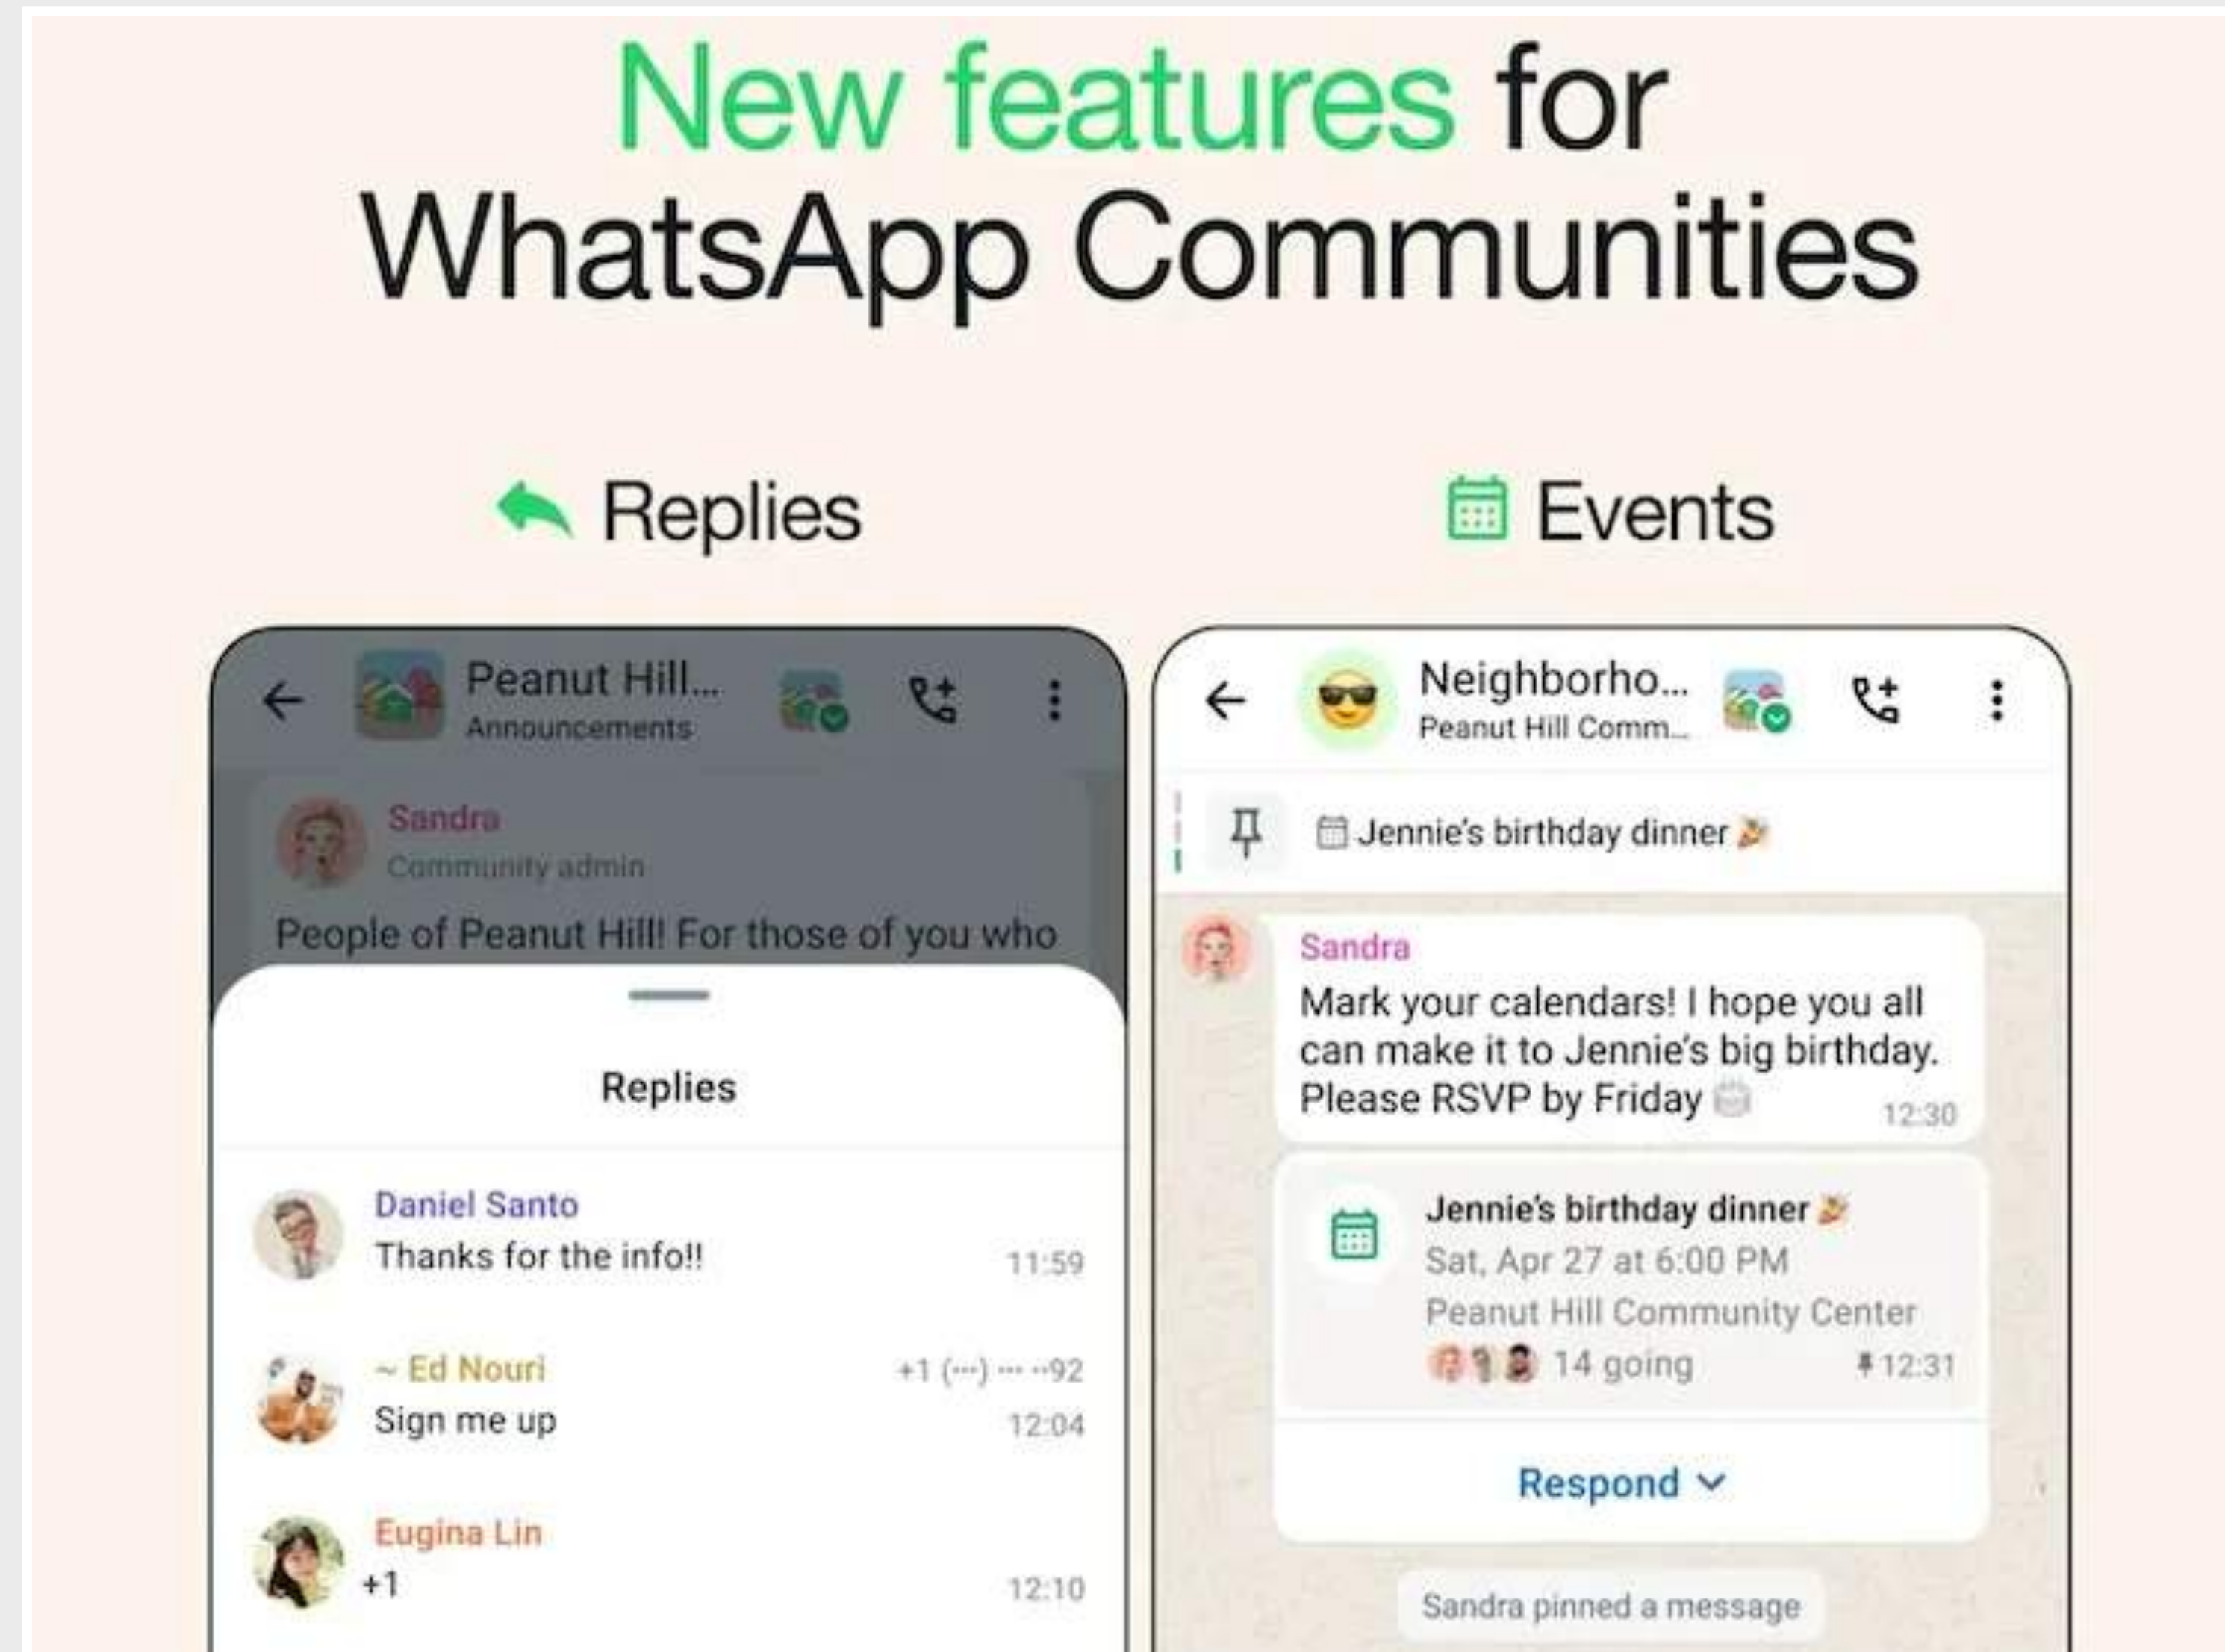 New features for
WhatsApp Communities
Replies
Peanut Hill...
Announcements
Sandra
Community admin
People of Peanut Hill! For those of you who
Replies
Daniel Santo
Thanks for the info!!
11:59
~ Ed Nouri
+1 (···) ··· ··92
Sign me up
12:04
Eugina Lin
+1
12:10
Events
Neighborho...
Peanut Hill Comm...
Jennie's birthday dinner 🎉
Sandra
Mark your calendars! I hope you all
can make it to Jennie's big birthday.
Please RSVP by Friday 🎂
12:30
Jennie's birthday dinner 🎉
Sat, Apr 27 at 6:00 PM
Peanut Hill Community Center
14 going
12:31
Respond
Sandra pinned a message